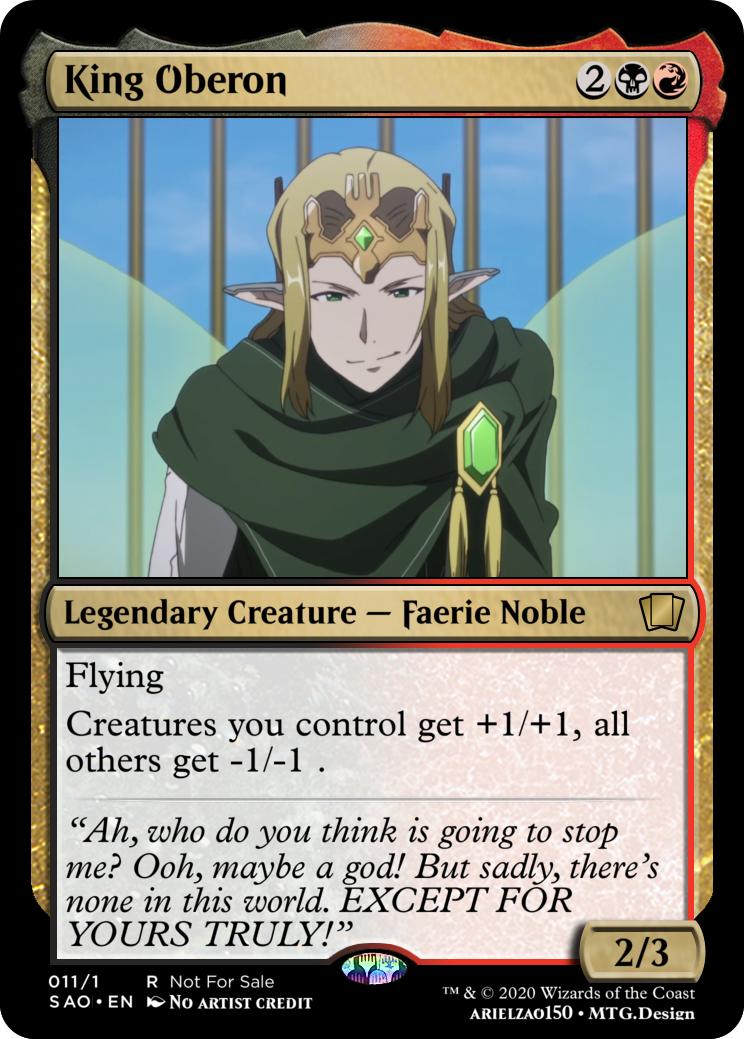 King Oberon 2
Legendary Creature — Faerie Noble
Flying
Creatures you control get +1/+1, all
others get -1/-1 .
“Ah, who do you think is going to stop
me? Ooh, maybe a god! But sadly, there's
none in this world. EXCEPT FOR
YOURS TRULY!”
2/3
011/1 R Not For Sale
SAO • EN No artist credit
™ & © 2020 Wizards of the Coast
ARIELZAO150 • MTG.Design